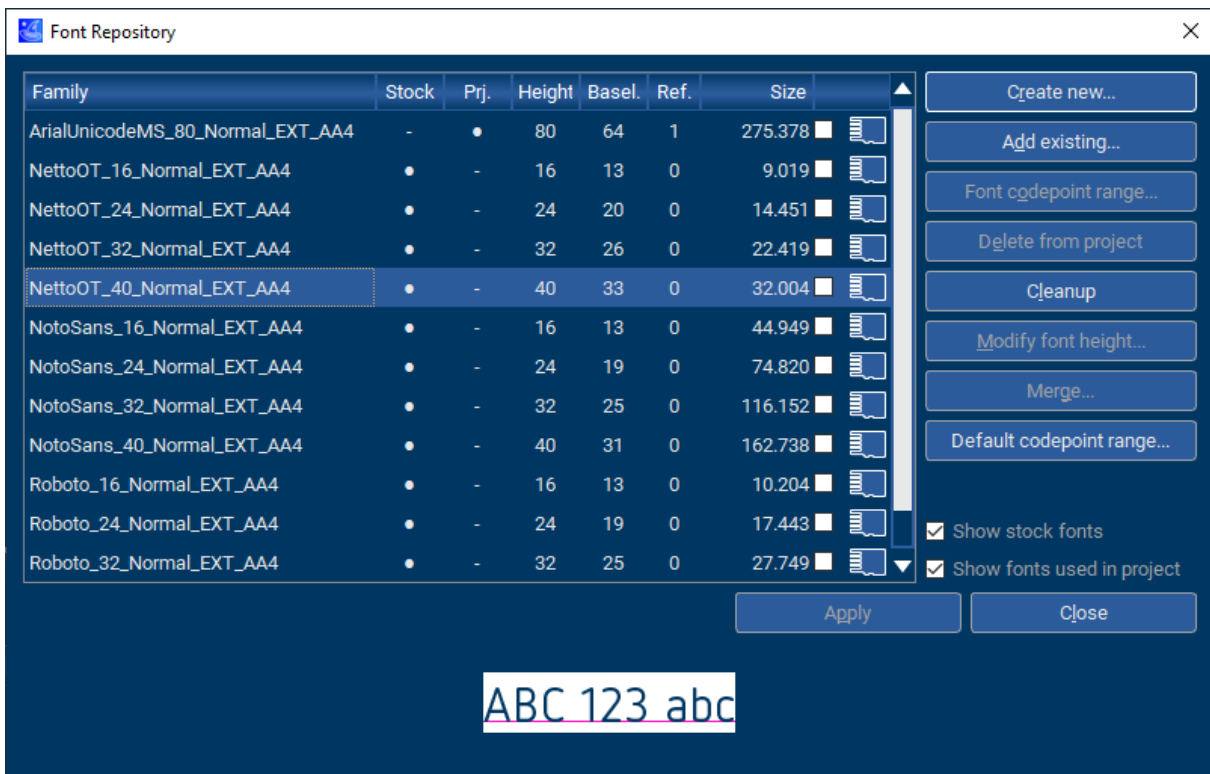 Font Repository
Family Stock Prj. Height Basel. Ref. Size
ArialUnicodeMS_80_Normal_EXT_AA4 - ● 80 64 1 275.378
NettoOT_16_Normal_EXT_AA4 ● - 16 13 0 9.019
NettoOT_24_Normal_EXT_AA4 ● - 24 20 0 14.451
NettoOT_32_Normal_EXT_AA4 ● - 32 26 0 22.419
NettoOT_40_Normal_EXT_AA4 ● - 40 33 0 32.004
NotoSans_16_Normal_EXT_AA4 ● - 16 13 0 44.949
NotoSans_24_Normal_EXT_AA4 ● - 24 19 0 74.820
NotoSans_32_Normal_EXT_AA4 ● - 32 25 0 116.152
NotoSans_40_Normal_EXT_AA4 ● - 40 31 0 162.738
Roboto_16_Normal_EXT_AA4 ● - 16 13 0 10.204
Roboto_24_Normal_EXT_AA4 ● - 24 19 0 17.443
Roboto_32_Normal_EXT_AA4 ● - 32 25 0 27.749
Create new...
Add existing...
Font codepoint range...
Delete from project
Cleanup
Modify font height...
Merge...
Default codepoint range...
Show stock fonts
Show fonts used in project
Apply
Close
ABC 123 abc